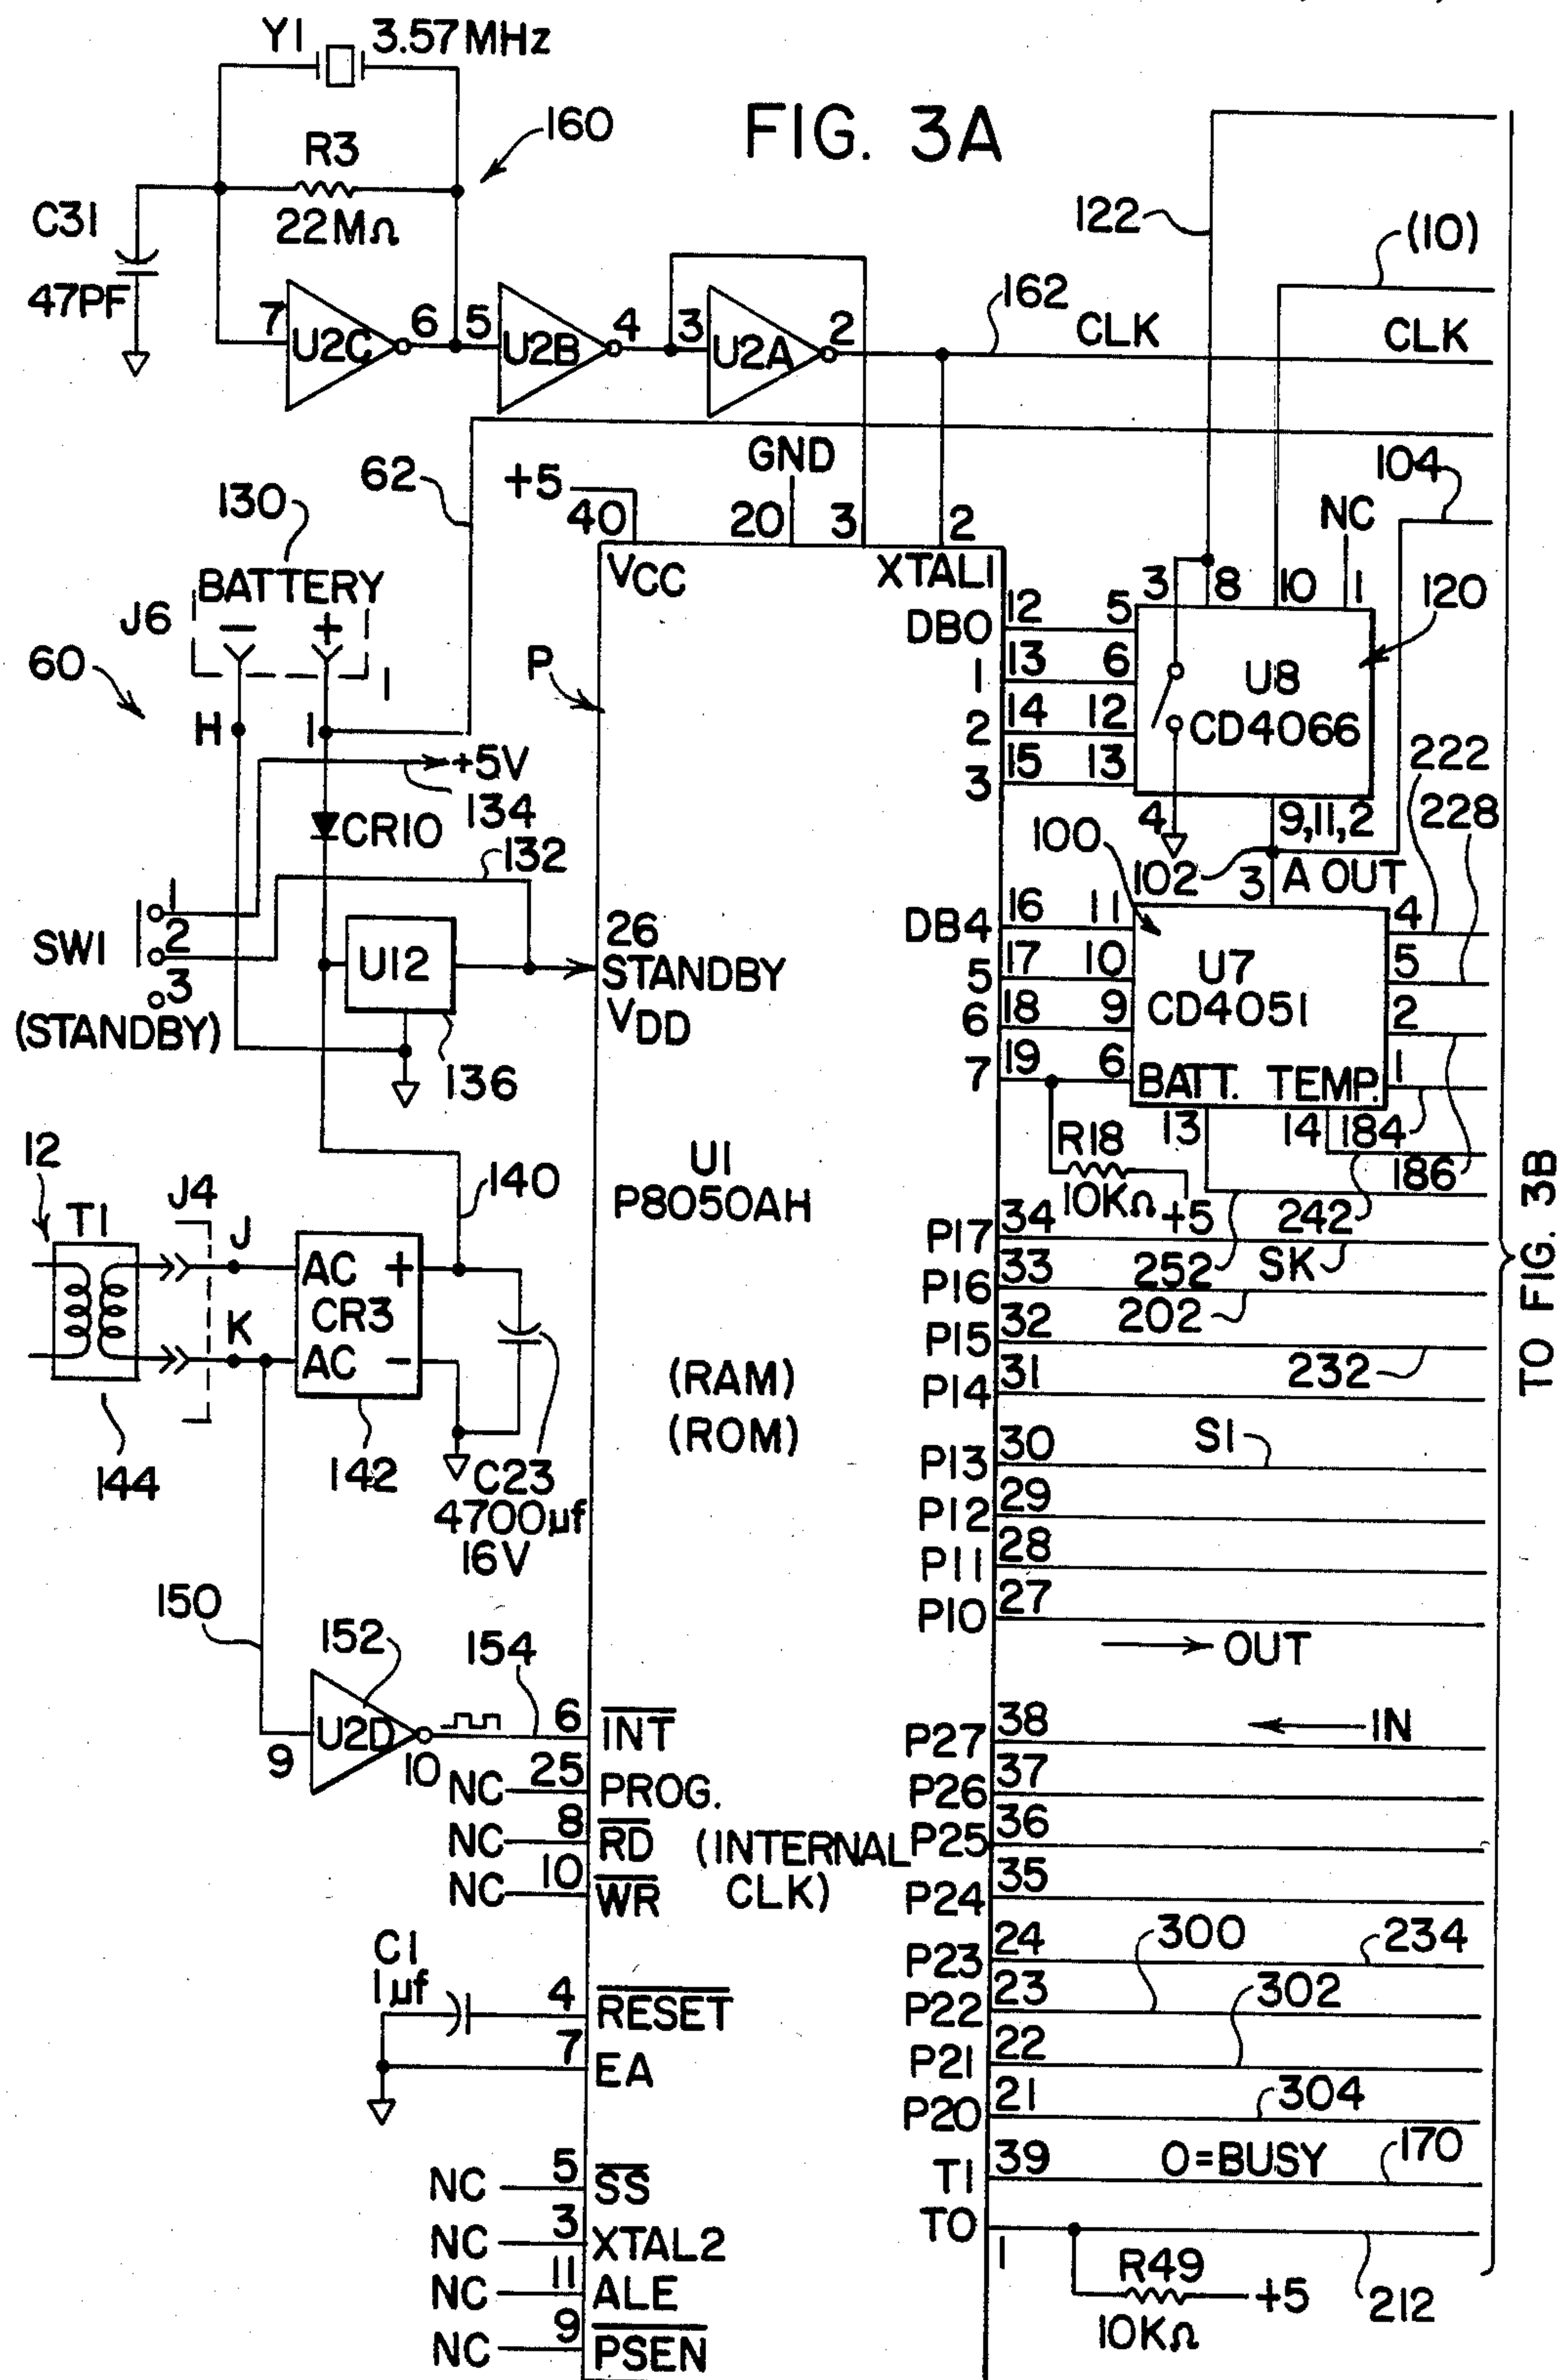 Y1 3.57MHz
FIG. 3A
160
R3
22MΩ
C31
47PF
122
(10)
7 U2C 6 5 U2B 4 3 U2A 2
162
CLK CLK
GND
+5
40 20 3 2
62
130
BATTERY
J6 - +
60
H I I
P
VCC XTAL1
NC
104
3 8 10 1
120
DB0 12 5
1 13 6
2 14 12
3 15 13
U8
CD4066
4 9,11,2
+5V
134
CR10
132
222
228
100
102
3 A OUT
SW1
1
2
3
(STANDBY)
U12
136
26
STANDBY
VDD
DB4 16 11 4
5 17 10 5
6 18 9 2
7 19 6 1
U7
CD4051
BATT. TEMP.
13 14 184
186
R18
10KΩ +5
242
252
12
T1
J4
J
K
144
AC +
CR3
AC -
142
140
C23
4700µf
16V
U1
P8050AH
(RAM)
(ROM)
P17 34 SK
P16 33 202
P15 32 232
P14 31
P13 30 S1
P12 29
P11 28
P10 27
OUT
TO FIG. 3B
150
152
154
9 U2D 10
6 INT
NC 25 PROG.
NC 8 RD
NC 10 WR
(INTERNAL
CLK)
P27 38 IN
P26 37
P25 36
P24 35
P23 24 234
P22 23 300
P21 22 302
P20 21 304
T1 39 0=BUSY 170
T0 1
R49
10KΩ +5
212
C1
1µf
4 RESET
7 EA
NC 5 SS
NC 3 XTAL2
NC 11 ALE
NC 9 PSEN